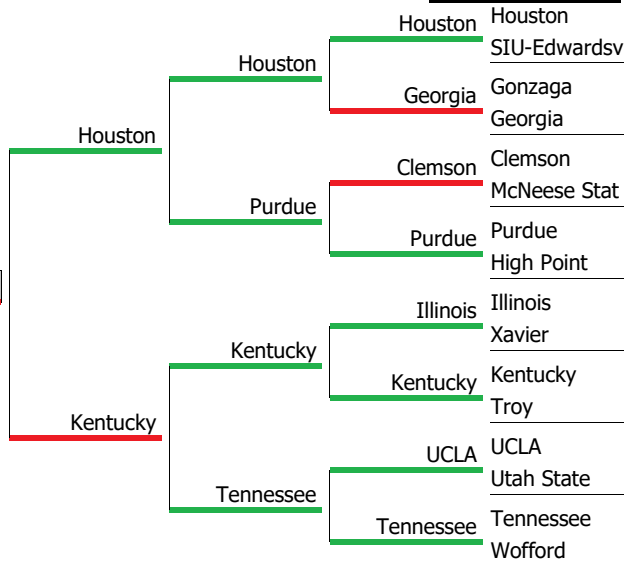 Houston
SIU-Edwardsv
Gonzaga
Georgia
Clemson
McNeese Stat
Purdue
High Point
Illinois
Xavier
Kentucky
Troy
UCLA
Utah State
Tennessee
Wofford
Houston
Georgia
Clemson
Purdue
Illinois
Kentucky
UCLA
Tennessee
Houston
Purdue
Kentucky
Tennessee
Houston
Kentucky